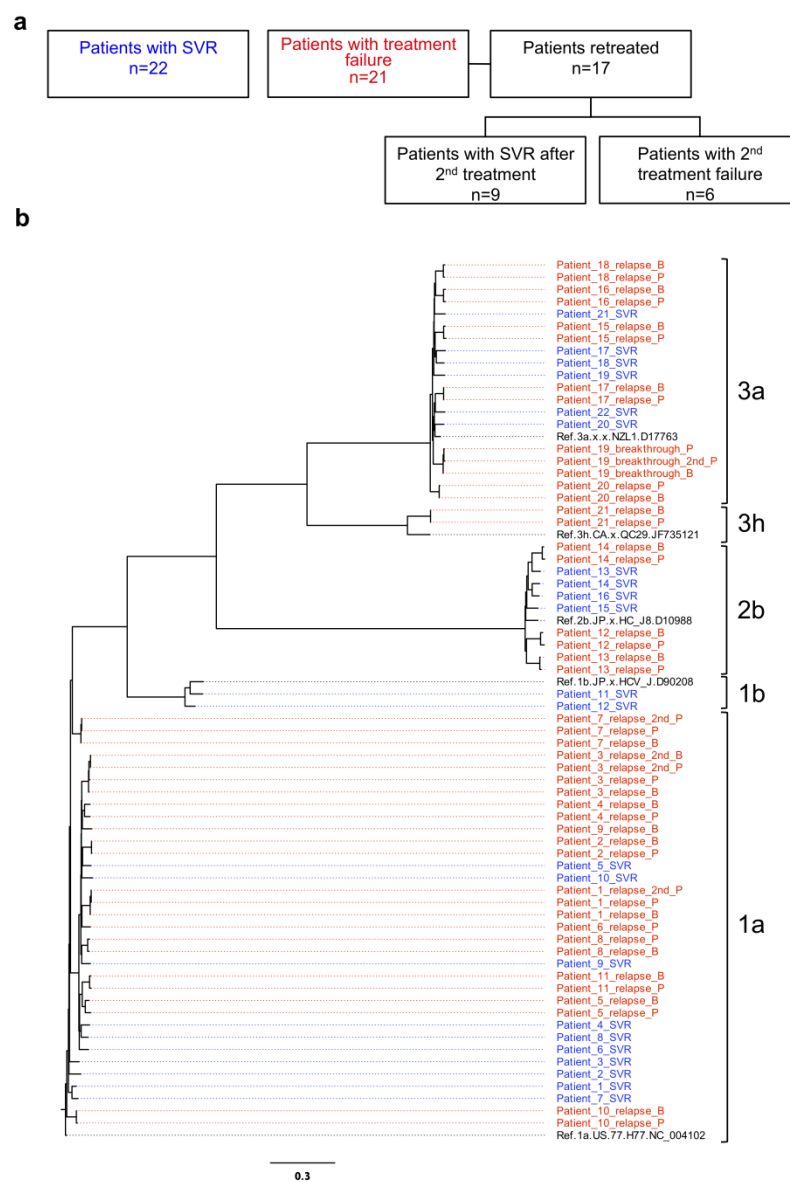 a
Patients with SVR
n=22
Patients with treatment
failure
n=21
Patients retreated
n=17
Patients with SVR after
2nd treatment
n=9
Patients with 2nd
treatment failure
n=6
b
Patient_18_relapse_B
Patient_18_relapse_P
Patient_16_relapse_B
Patient_16_relapse_P
Patient_21_SVR
Patient_15_relapse_B
Patient_15_relapse_P
Patient_17_SVR
Patient_18_SVR
Patient_19_SVR
Patient_17_relapse_B
Patient_17_relapse_P
Patient_22_SVR
Patient_20_SVR
Ref.3a.x.x.NZL1.D17763
Patient_19_breakthrough_P
Patient_19_breakthrough_2nd_P
Patient_19_breakthrough_B
Patient_20_relapse_P
Patient_20_relapse_B
3a
Patient_21_relapse_B
Patient_21_relapse_P
Ref.3h.CA.x.QC29.JF735121
3h
Patient_14_relapse_B
Patient_14_relapse_P
Patient_13_SVR
Patient_14_SVR
Patient_16_SVR
Patient_15_SVR
Ref.2b.JP.x.HC_J8.D10988
Patient_12_relapse_B
Patient_12_relapse_P
Patient_13_relapse_B
Patient_13_relapse_P
2b
Ref.1b.JP.x.HCV_J.D90208
Patient_11_SVR
Patient_12_SVR
1b
Patient_7_relapse_2nd_P
Patient_7_relapse_P
Patient_7_relapse_B
Patient_3_relapse_2nd_B
Patient_3_relapse_2nd_P
Patient_3_relapse_P
Patient_3_relapse_B
Patient_4_relapse_B
Patient_4_relapse_P
Patient_9_relapse_B
Patient_2_relapse_B
Patient_2_relapse_P
Patient_5_SVR
Patient_10_SVR
Patient_1_relapse_2nd_P
Patient_1_relapse_P
Patient_1_relapse_B
Patient_6_relapse_P
Patient_8_relapse_P
Patient_8_relapse_B
Patient_9_SVR
Patient_11_relapse_B
Patient_11_relapse_P
Patient_5_relapse_B
Patient_5_relapse_P
Patient_4_SVR
Patient_8_SVR
Patient_6_SVR
Patient_3_SVR
Patient_2_SVR
Patient_1_SVR
Patient_7_SVR
Patient_10_relapse_B
Patient_10_relapse_P
Ref.1a.US.77.H77.NC_004102
1a
0.3